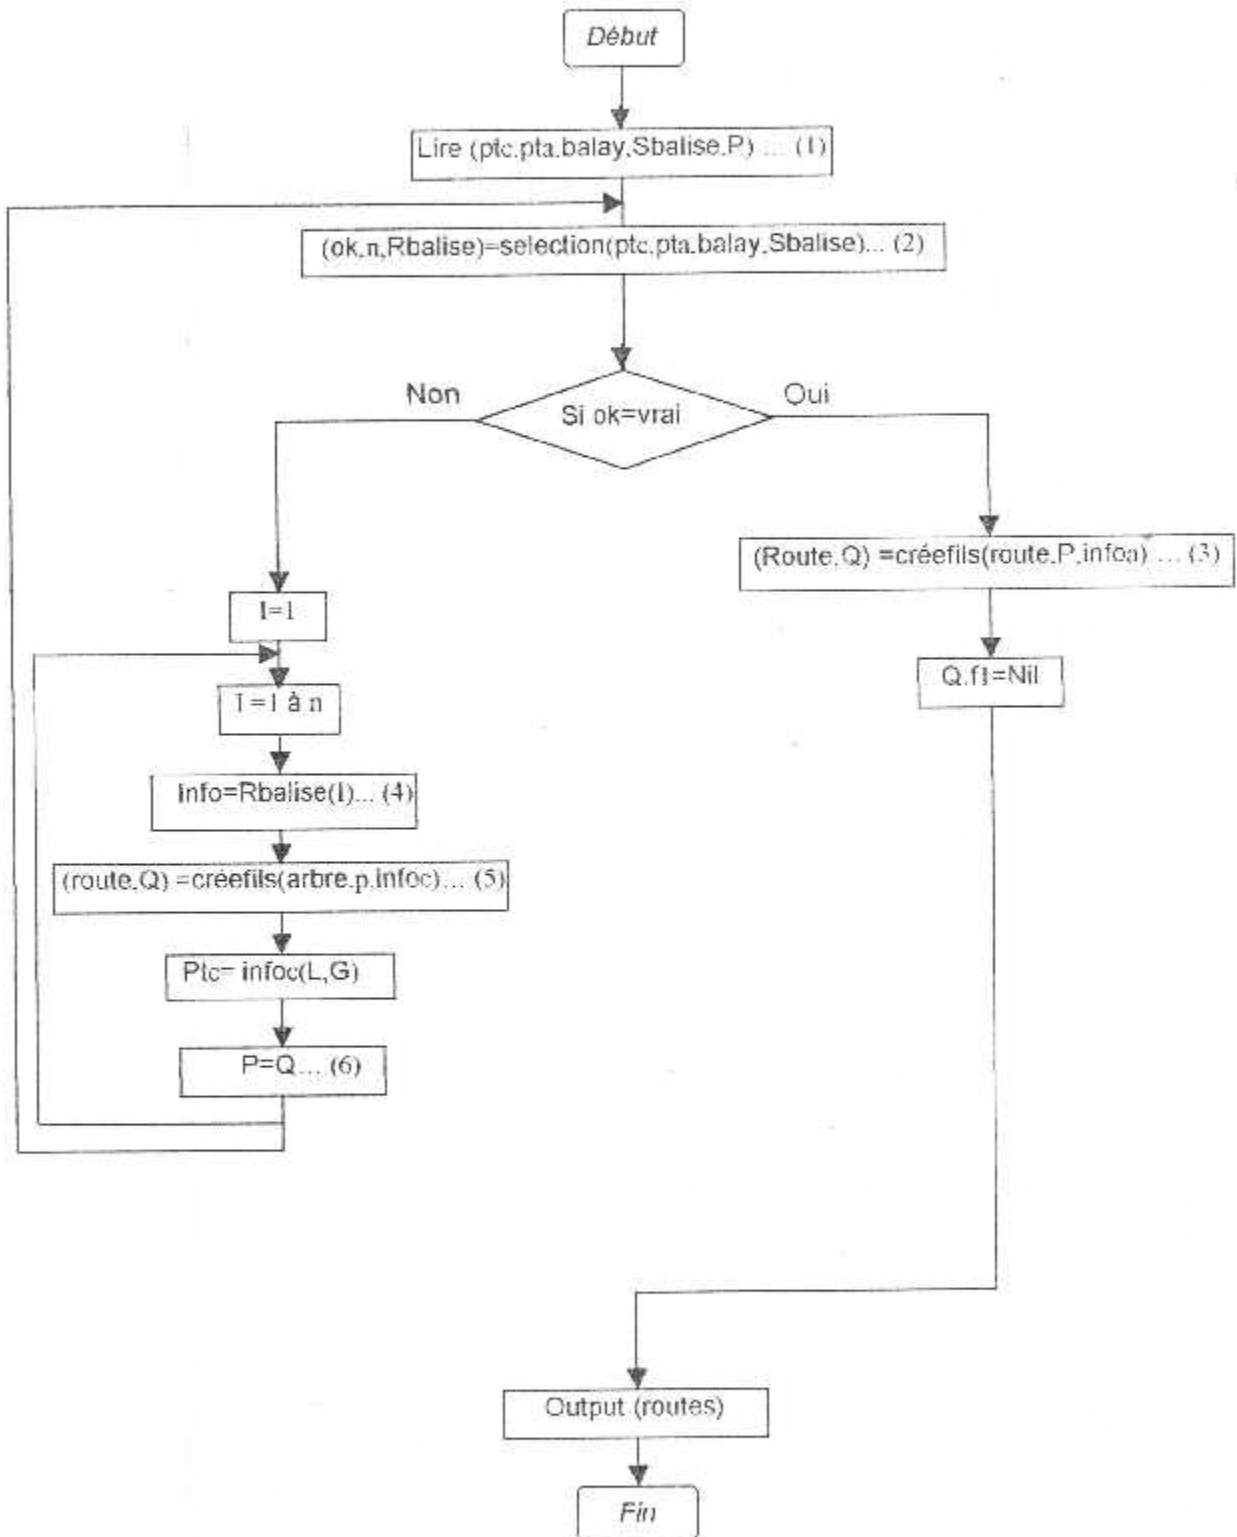 Début
Lire (ptc.pta.balay.Sbalise.P) ... (1)
(ok.n,Rbalise)=selection(ptc.pta.balay.Sbalise)... (2)
Non
Oui
Si ok=vrai
(Route.Q) =créefils(route.P.infoa) ... (3)
I=1
Q.f1=Nil
I=1 à n
Info=Rbalise(I)... (4)
(route.Q) =créefils(arbre.p.infoc)... (5)
Ptc= infoc(L,G)
P=Q... (6)
Output (routes)
Fin